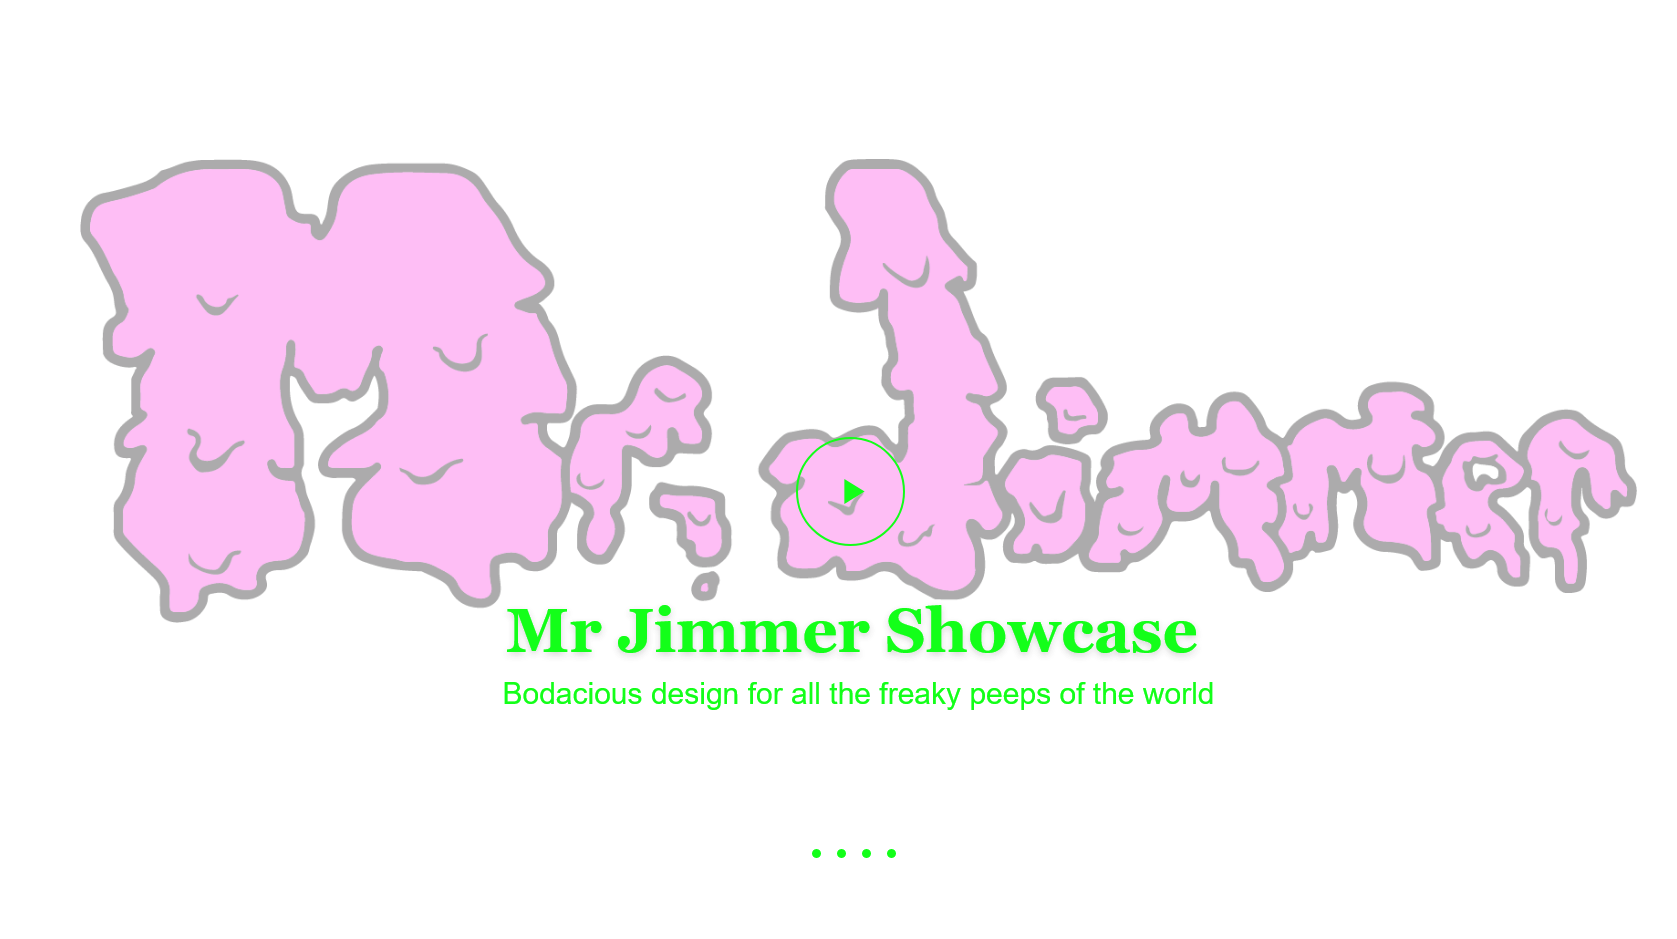 Mr. Jimmer
Mr Jimmer Showcase
Bodacious design for all the freaky peeps of the world